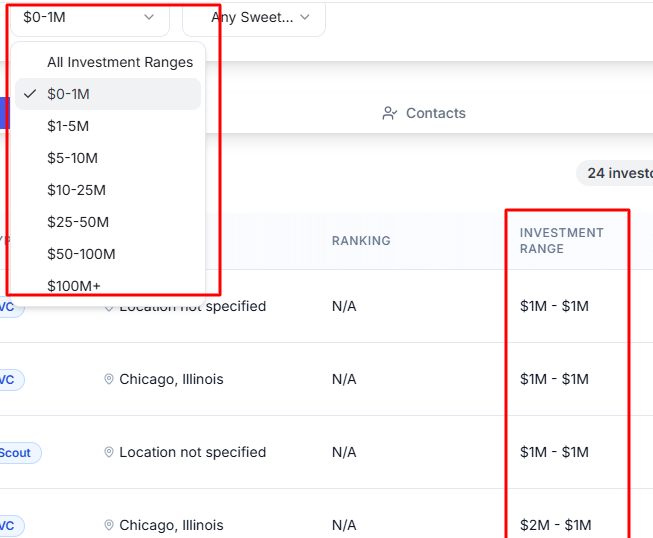 $0-1M
Any Sweet...
All Investment Ranges
$0-1M
$1-5M
$5-10M
$10-25M
$25-50M
$50-100M
$100M+
Contacts
24 investo
RANKING
INVESTMENT
RANGE
VC
Location not specified
N/A
$1M - $1M
VC
Chicago, Illinois
N/A
$1M - $1M
Scout
Location not specified
N/A
$1M - $1M
VC
Chicago, Illinois
N/A
$2M - $1M